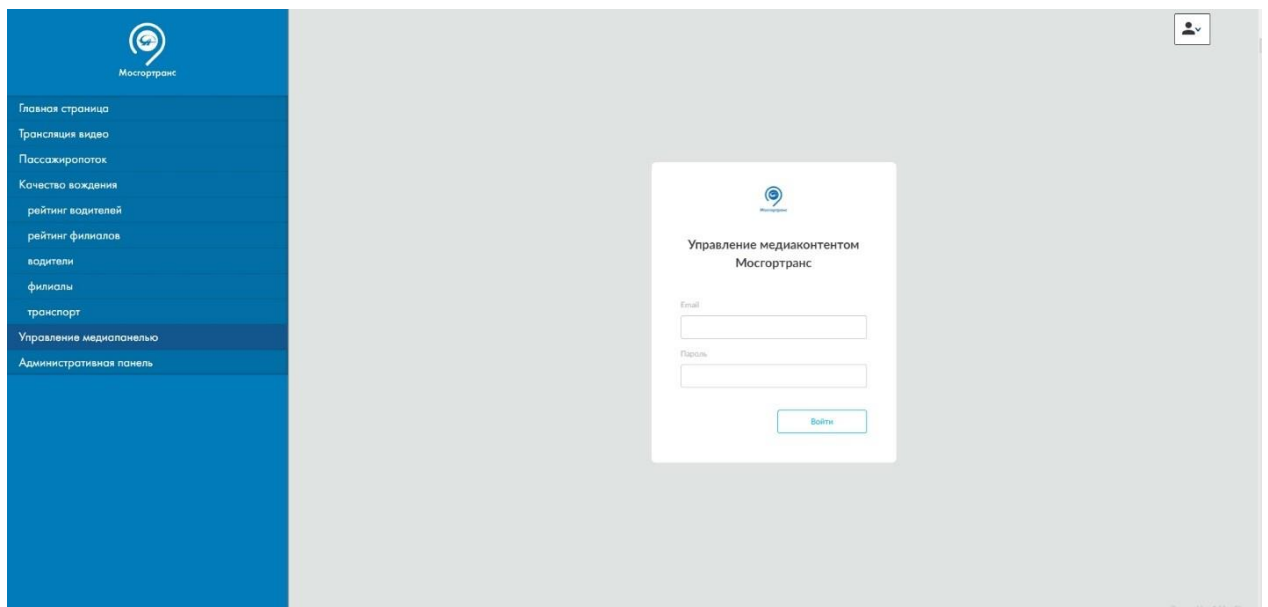 Мосгортранс
Главная страница
Трансляция видео
Пассажиропоток
Качество вождения
рейтинг водителей
рейтинг филиалов
водители
филиалы
транспорт
Управление медиапанелью
Административная панель
Мосгортранс
Управление медиаконтентом
Мосгортранс
Email
Пароль
Войти